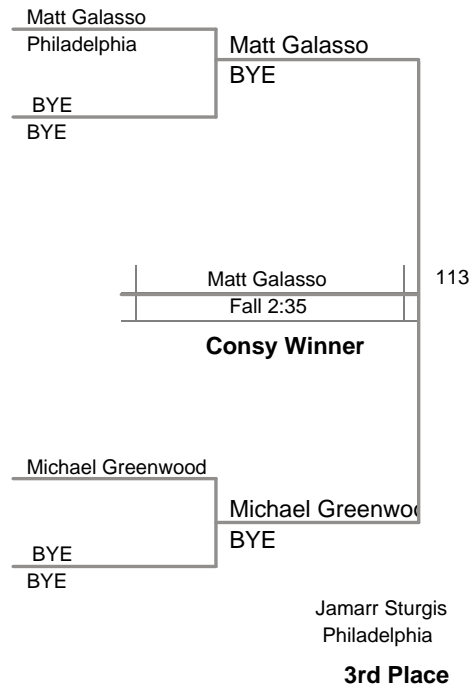 Matt Galasso
Philadelphia
Matt Galasso
BYE
BYE
BYE
Matt Galasso
113
Fall 2:35
Consy Winner
Michael Greenwood
Michael Greenwoo
BYE
BYE
BYE
Jamarr Sturgis
Philadelphia
3rd Place